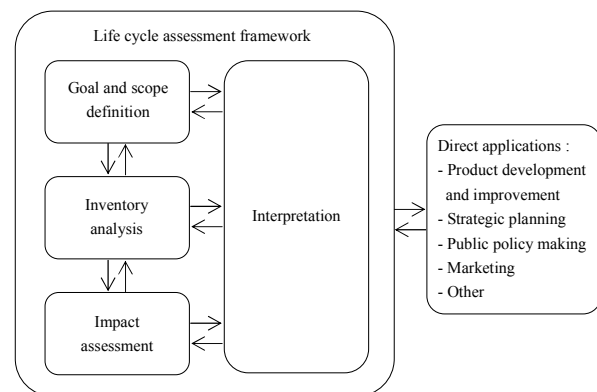 Life cycle assessment framework
Goal and scope
definition
Inventory
analysis
Impact
assessment
Interpretation
Direct applications :
- Product development
and improvement
- Strategic planning
- Public policy making
- Marketing
- Other